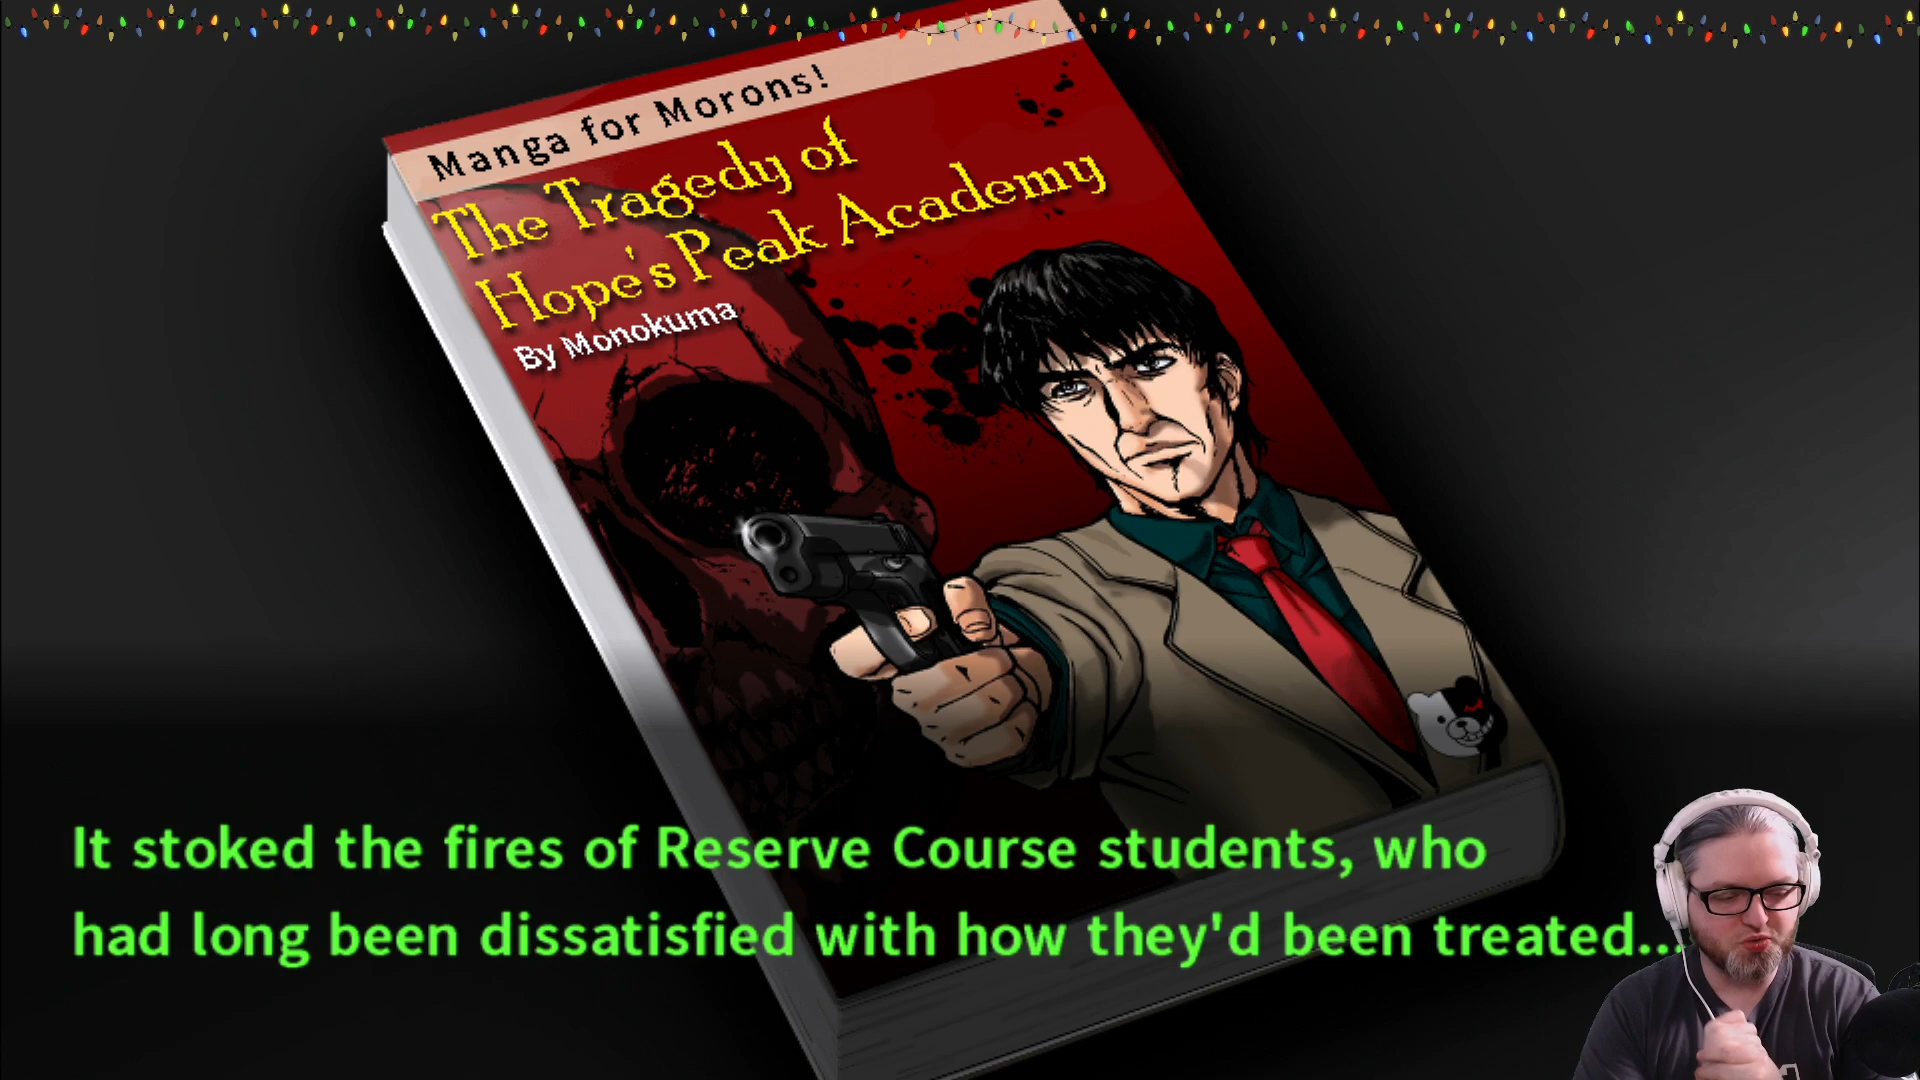 Manga for Morons!
The Tragedy of
Hope's Peak Academy
By Monokuma
It stoked the fires of Reserve Course students, who
had long been dissatisfied with how they'd been treated...